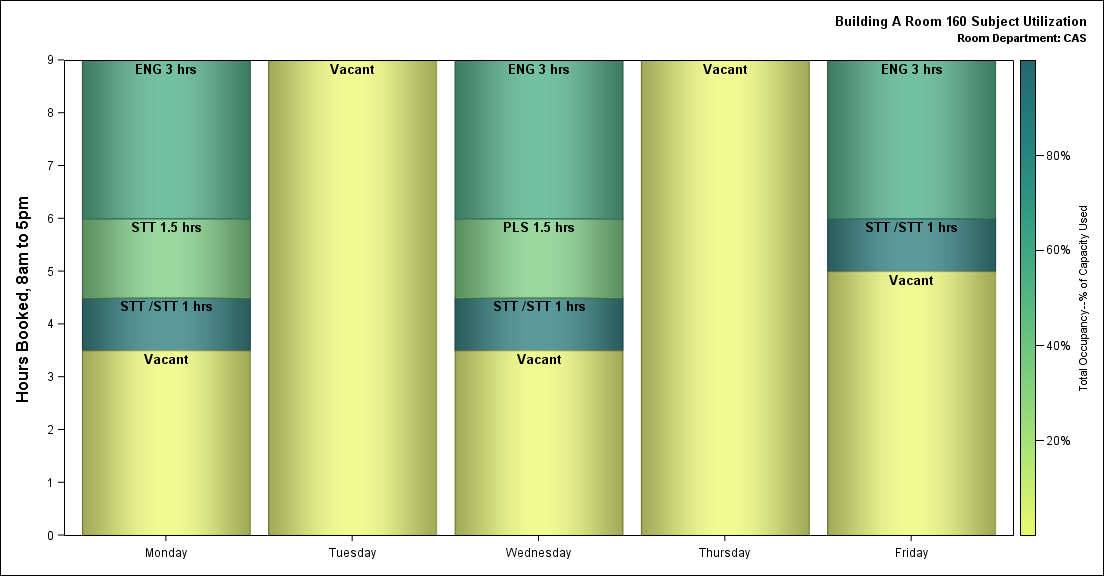 Building A Room 160 Subject Utilization
Room Department: CAS
Hours Booked, 8am to 5pm
9
8
7
6
5
4
3
2
1
0
ENG 3 hrs
STT 1.5 hrs
STT /STT 1 hrs
Vacant
Vacant
ENG 3 hrs
PLS 1.5 hrs
STT /STT 1 hrs
Vacant
Vacant
ENG 3 hrs
STT /STT 1 hrs
Vacant
Monday
Tuesday
Wednesday
Thursday
Friday
80%
60%
40%
20%
Total Occupancy--% of Capacity Used